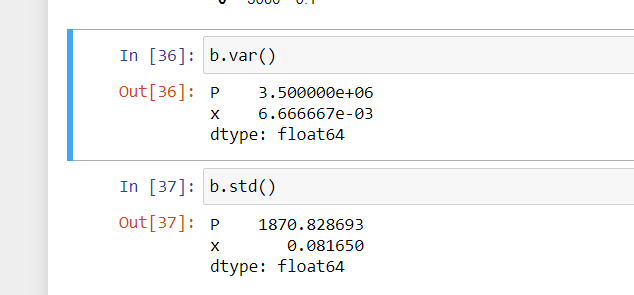 In [36]: b.var()
Out[36]: P    3.500000e+06
x    6.666667e-03
dtype: float64
In [37]: b.std()
Out[37]: P    1870.828693
x       0.081650
dtype: float64